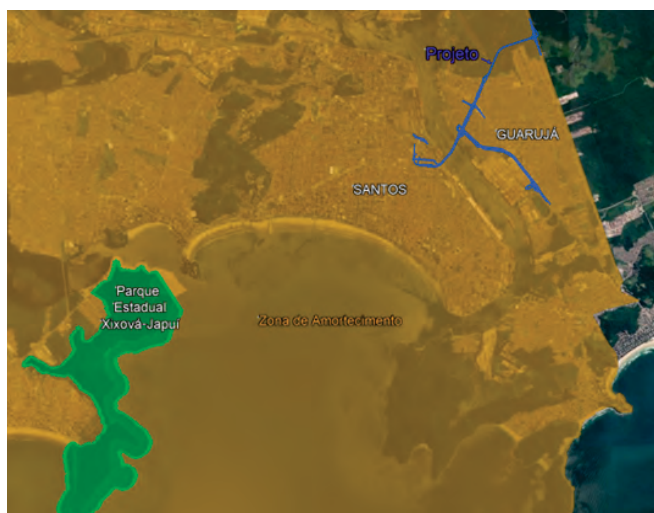 Projeto
GUARUJÁ
SANTOS
'Parque
'Estadual
Xixová-Japuí
Zona de Amortecimento